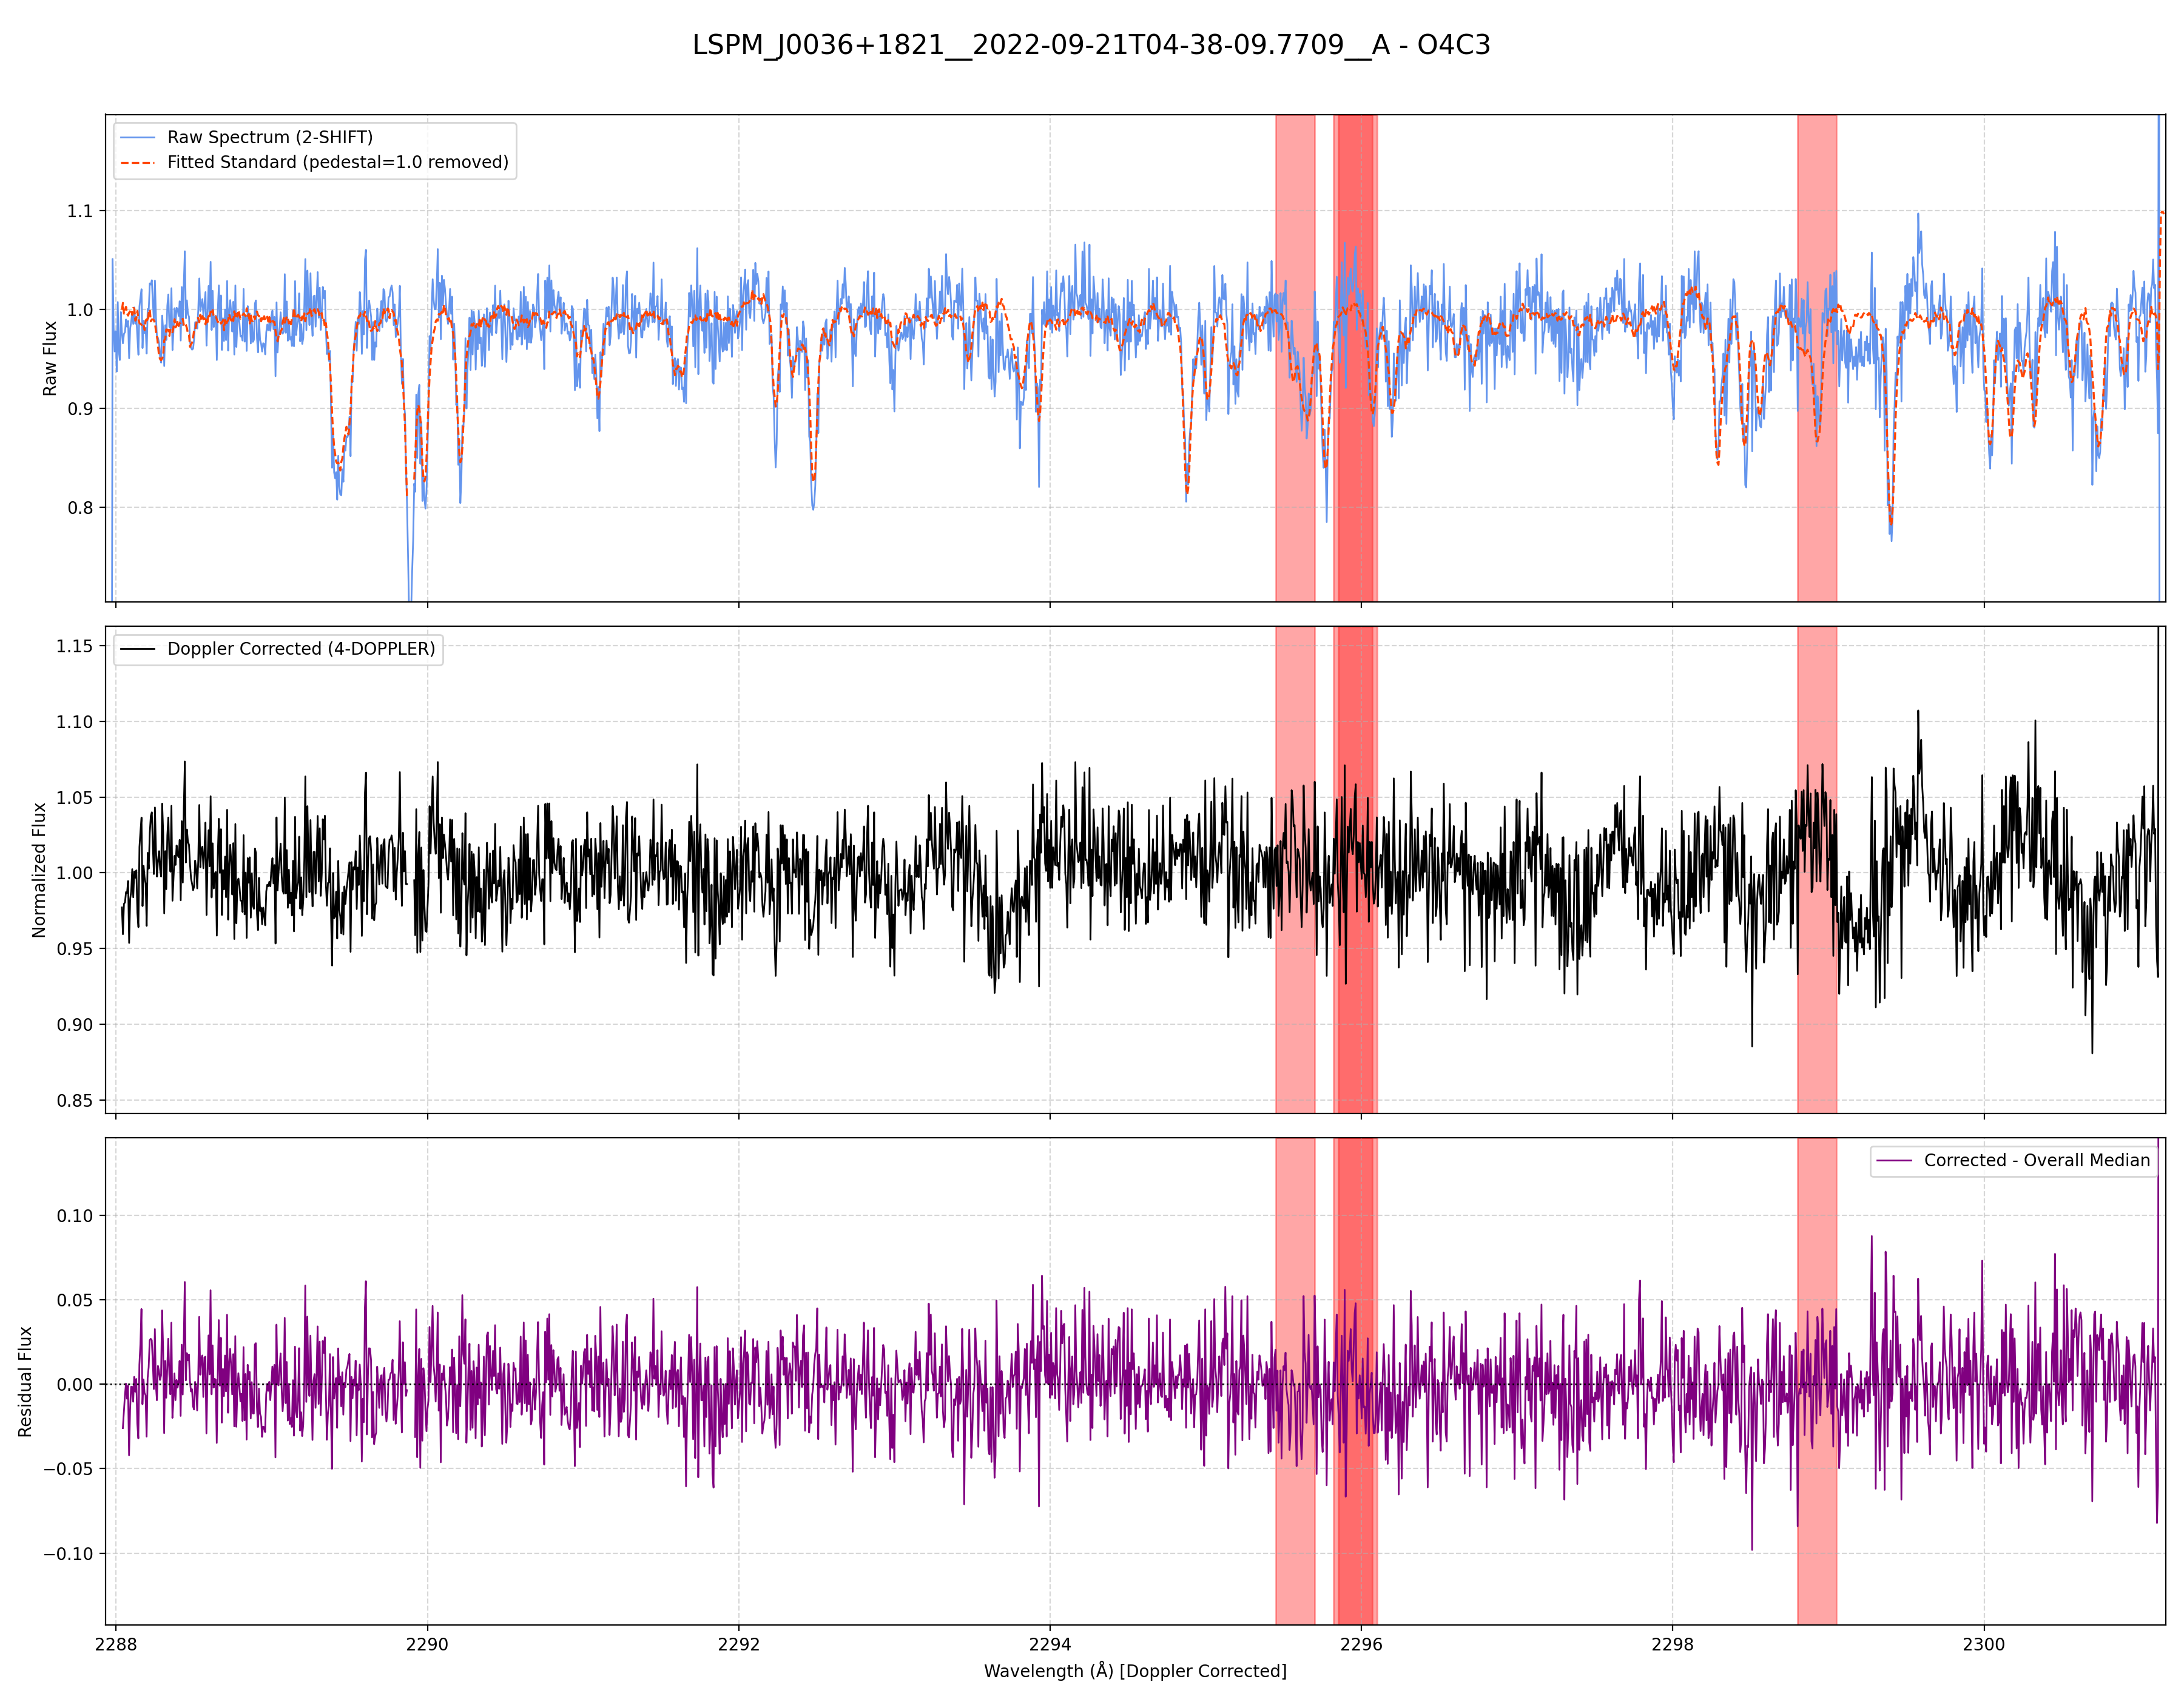 LSPM_J0036+1821__2022-09-21T04-38-09.7709__A - O4C3
Raw Spectrum (2-SHIFT)
Fitted Standard (pedestal=1.0 removed)
Raw Flux
1.1
1.0
0.9
0.8
Doppler Corrected (4-DOPPLER)
Normalized Flux
1.15
1.10
1.05
1.00
0.95
0.90
0.85
Corrected - Overall Median
Residual Flux
0.10
0.05
0.00
−0.05
−0.10
2288 2290 2292 2294 2296 2298 2300
Wavelength (Å) [Doppler Corrected]